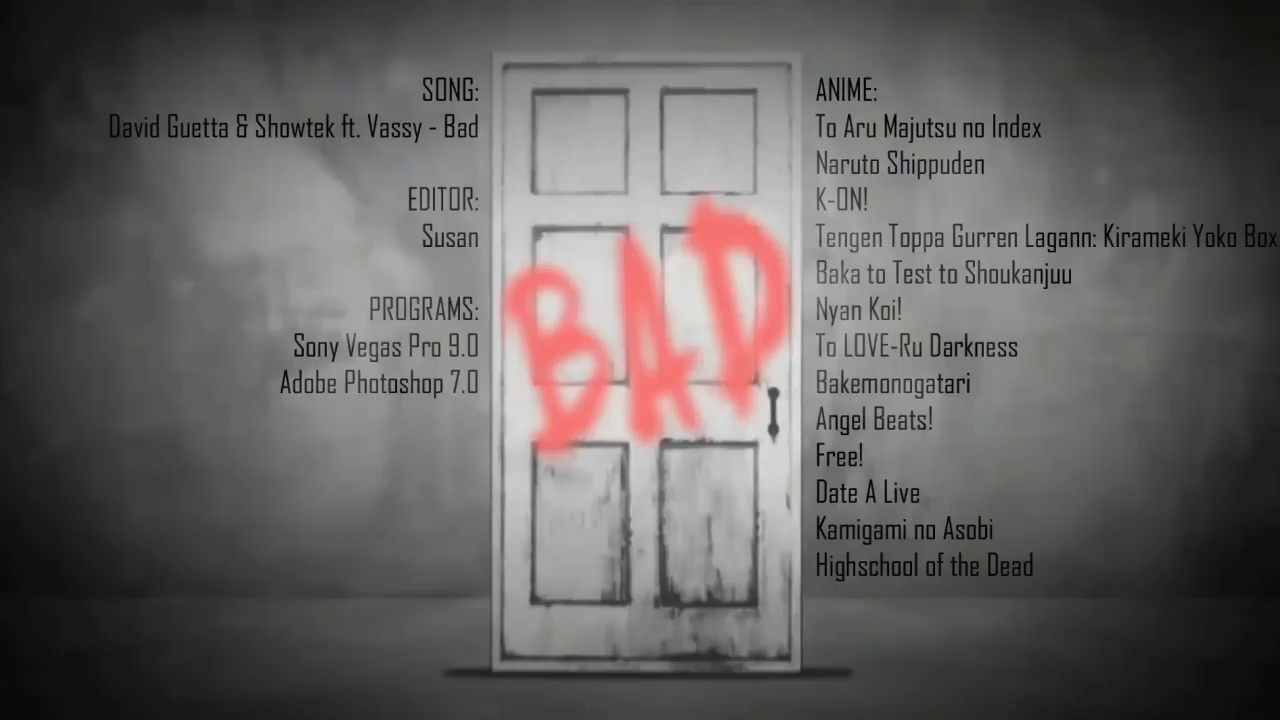 SONG:
David Guetta & Showtek ft. Vassy - Bad
EDITOR:
Susan
PROGRAMS:
Sony Vegas Pro 9.0
Adobe Photoshop 7.0
BAD
ANIME:
To Aru Majutsu no Index
Naruto Shippuden
K-ON!
Tengen Toppa Gurren Lagann: Kirameki Yoko Box
Baka to Test to Shoukanjuu
Nyan Koi!
To LOVE-Ru Darkness
Bakemonogatari
Angel Beats!
Free!
Date A Live
Kamigami no Asobi
Highschool of the Dead